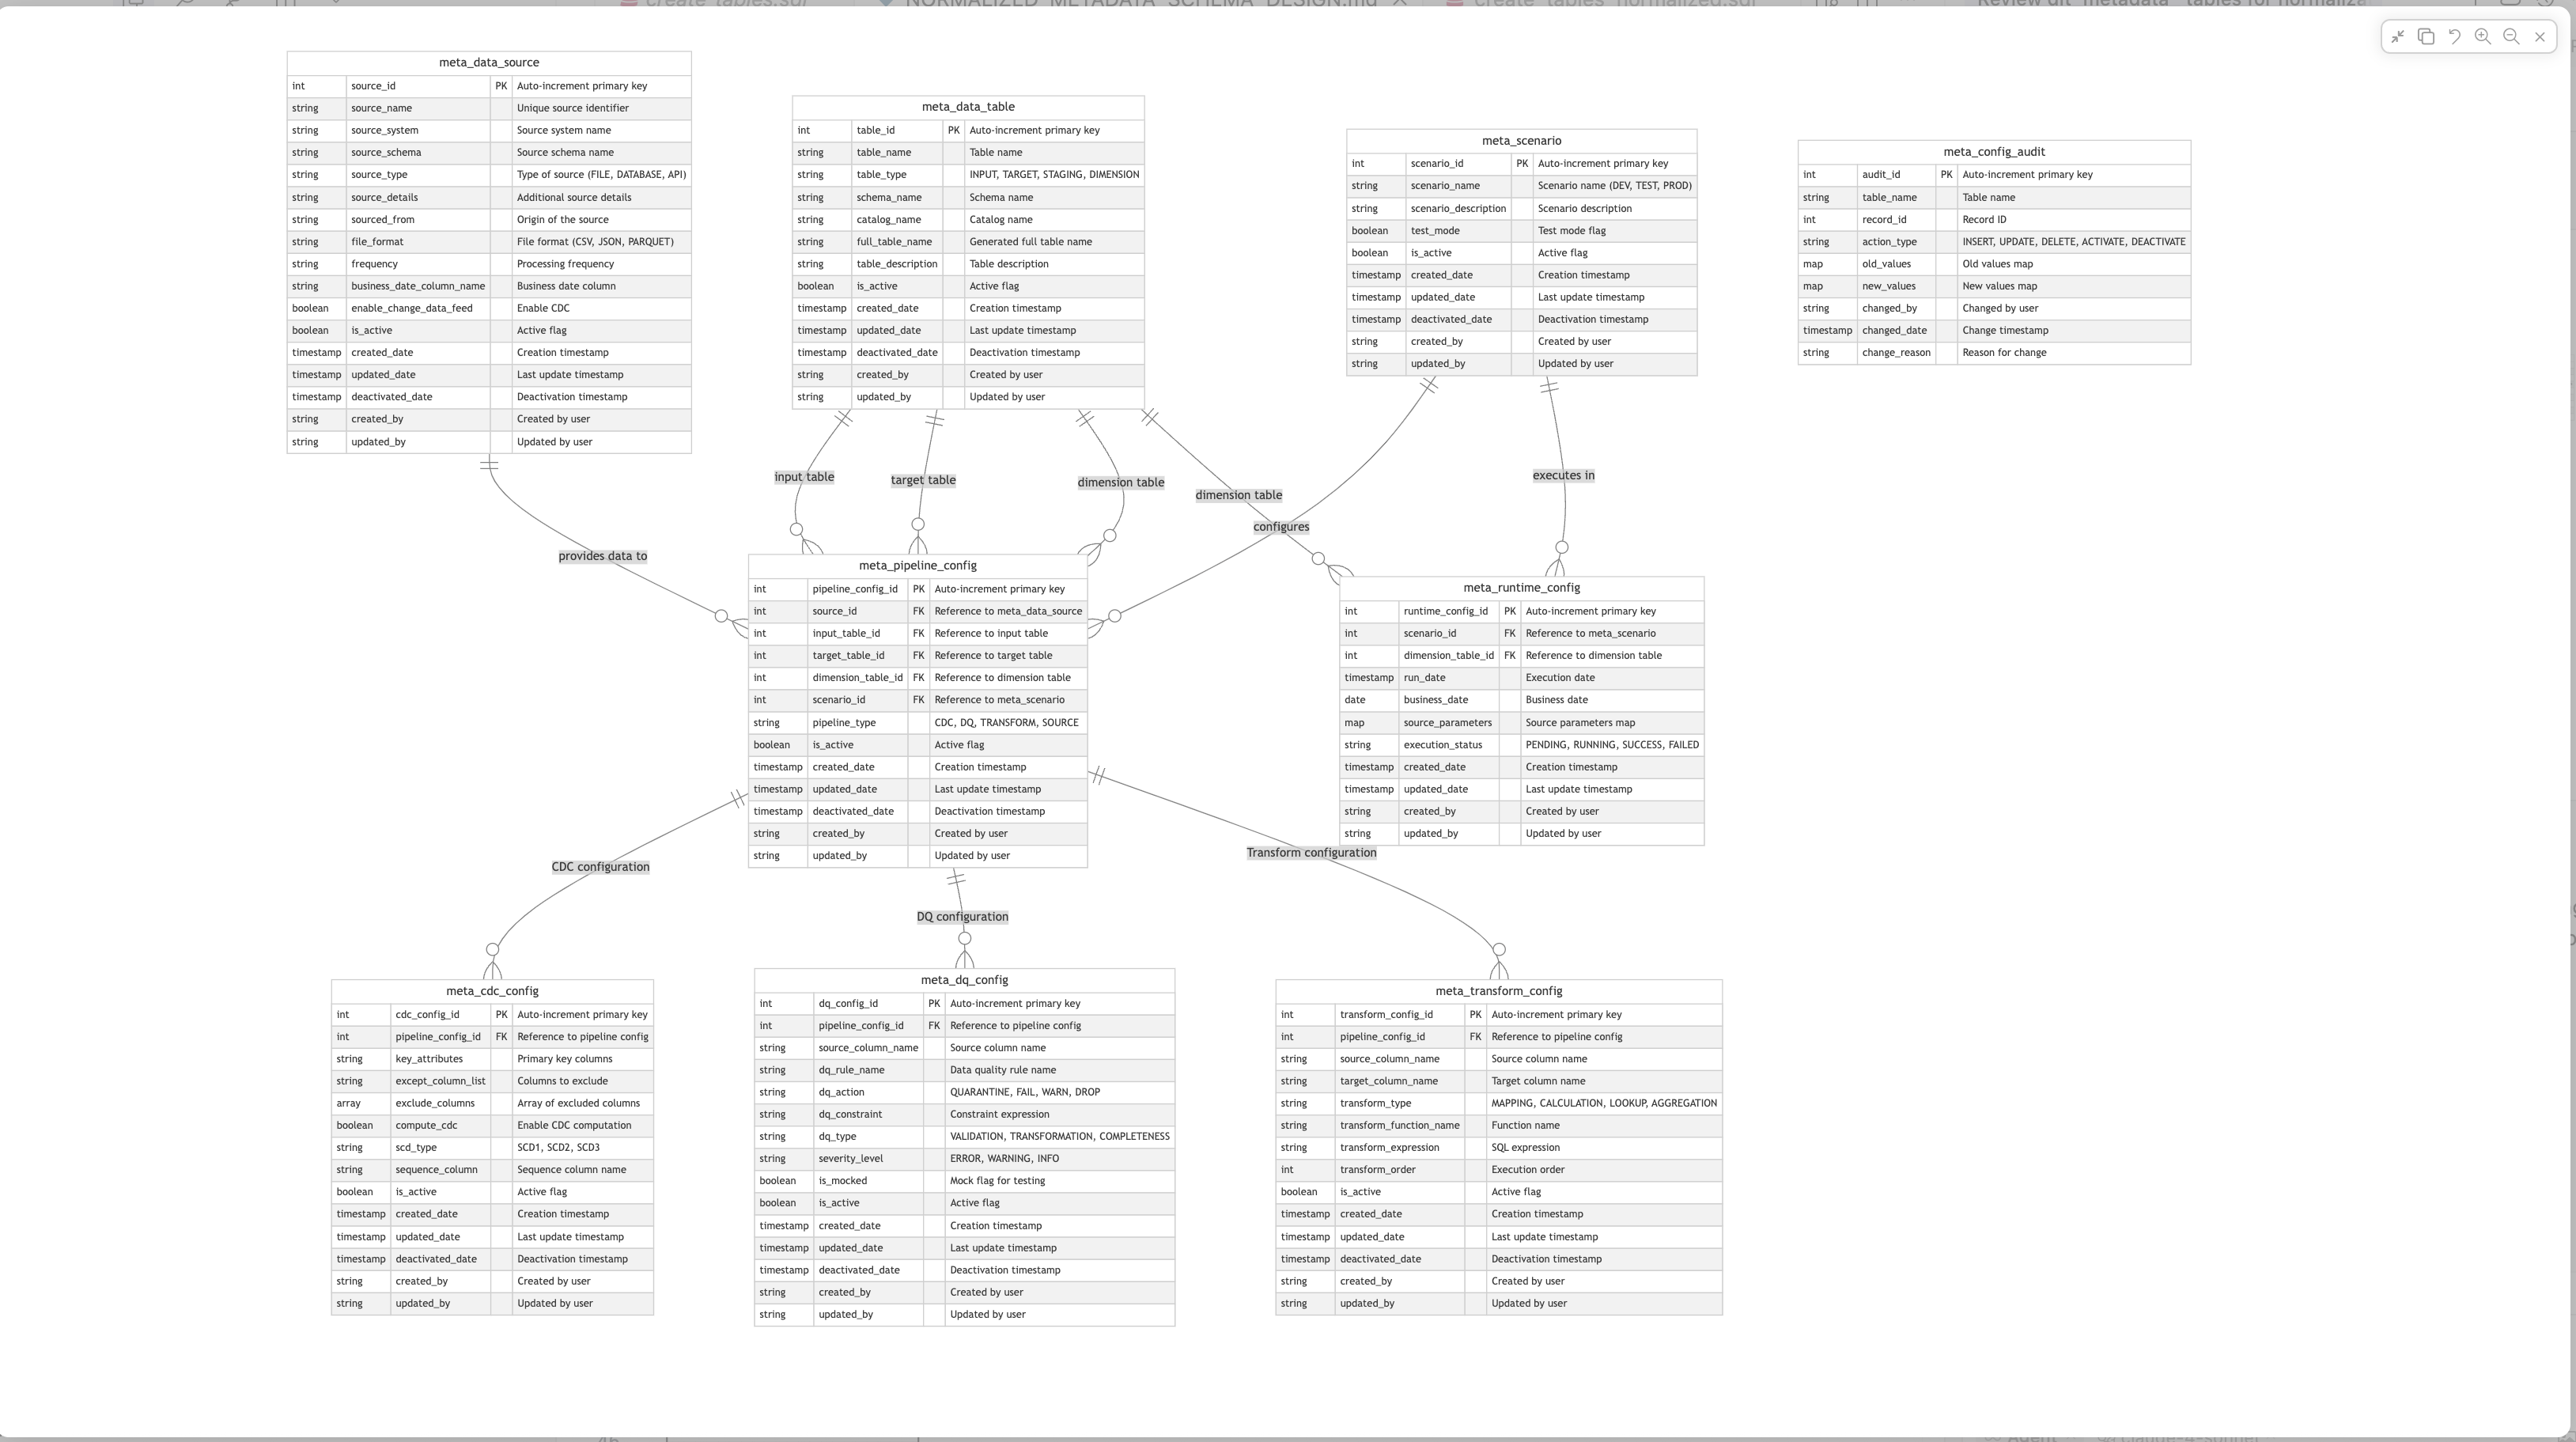 create_tables.sql
NORMALIZED_METADATA_SCHEMA_DESIGN.md
create_tables_normalized.sql
meta_data_source
int source_id PK Auto-increment primary key
string source_name Unique source identifier
string source_system Source system name
string source_schema Source schema name
string source_type Type of source (FILE, DATABASE, API)
string source_details Additional source details
string sourced_from Origin of the source
string file_format File format (CSV, JSON, PARQUET)
string frequency Processing frequency
string business_date_column_name Business date column
boolean enable_change_data_feed Enable CDC
boolean is_active Active flag
timestamp created_date Creation timestamp
timestamp updated_date Last update timestamp
timestamp deactivated_date Deactivation timestamp
string created_by Created by user
string updated_by Updated by user
meta_data_table
int table_id PK Auto-increment primary key
string table_name Table name
string table_type INPUT, TARGET, STAGING, DIMENSION
string schema_name Schema name
string catalog_name Catalog name
string full_table_name Generated full table name
string table_description Table description
boolean is_active Active flag
timestamp created_date Creation timestamp
timestamp updated_date Last update timestamp
timestamp deactivated_date Deactivation timestamp
string created_by Created by user
string updated_by Updated by user
meta_scenario
int scenario_id PK Auto-increment primary key
string scenario_name Scenario name (DEV, TEST, PROD)
string scenario_description Scenario description
boolean test_mode Test mode flag
boolean is_active Active flag
timestamp created_date Creation timestamp
timestamp updated_date Last update timestamp
timestamp deactivated_date Deactivation timestamp
string created_by Created by user
string updated_by Updated by user
meta_config_audit
int audit_id PK Auto-increment primary key
string table_name Table name
int record_id Record ID
string action_type INSERT, UPDATE, DELETE, ACTIVATE, DEACTIVATE
map old_values Old values map
map new_values New values map
string changed_by Changed by user
timestamp changed_date Change timestamp
string change_reason Reason for change
provides data to
input table
target table
dimension table
dimension table
configures
executes in
meta_pipeline_config
int pipeline_config_id PK Auto-increment primary key
int source_id FK Reference to meta_data_source
int input_table_id FK Reference to input table
int target_table_id FK Reference to target table
int dimension_table_id FK Reference to dimension table
int scenario_id FK Reference to meta_scenario
string pipeline_type CDC, DQ, TRANSFORM, SOURCE
boolean is_active Active flag
timestamp created_date Creation timestamp
timestamp updated_date Last update timestamp
timestamp deactivated_date Deactivation timestamp
string created_by Created by user
string updated_by Updated by user
meta_runtime_config
int runtime_config_id PK Auto-increment primary key
int scenario_id FK Reference to meta_scenario
int dimension_table_id FK Reference to dimension table
timestamp run_date Execution date
date business_date Business date
map source_parameters Source parameters map
string execution_status PENDING, RUNNING, SUCCESS, FAILED
timestamp created_date Creation timestamp
timestamp updated_date Last update timestamp
string created_by Created by user
string updated_by Updated by user
CDC configuration
DQ configuration
Transform configuration
meta_cdc_config
int cdc_config_id PK Auto-increment primary key
int pipeline_config_id FK Reference to pipeline config
string key_attributes Primary key columns
string except_column_list Columns to exclude
array exclude_columns Array of excluded columns
boolean compute_cdc Enable CDC computation
string scd_type SCD1, SCD2, SCD3
string sequence_column Sequence column name
boolean is_active Active flag
timestamp created_date Creation timestamp
timestamp updated_date Last update timestamp
timestamp deactivated_date Deactivation timestamp
string created_by Created by user
string updated_by Updated by user
meta_dq_config
int dq_config_id PK Auto-increment primary key
int pipeline_config_id FK Reference to pipeline config
string source_column_name Source column name
string dq_rule_name Data quality rule name
string dq_action QUARANTINE, FAIL, WARN, DROP
string dq_constraint Constraint expression
string dq_type VALIDATION, TRANSFORMATION, COMPLETENESS
string severity_level ERROR, WARNING, INFO
boolean is_mocked Mock flag for testing
boolean is_active Active flag
timestamp created_date Creation timestamp
timestamp updated_date Last update timestamp
timestamp deactivated_date Deactivation timestamp
string created_by Created by user
string updated_by Updated by user
meta_transform_config
int transform_config_id PK Auto-increment primary key
int pipeline_config_id FK Reference to pipeline config
string source_column_name Source column name
string target_column_name Target column name
string transform_type MAPPING, CALCULATION, LOOKUP, AGGREGATION
string transform_function_name Function name
string transform_expression SQL expression
int transform_order Execution order
boolean is_active Active flag
timestamp created_date Creation timestamp
timestamp updated_date Last update timestamp
timestamp deactivated_date Deactivation timestamp
string created_by Created by user
string updated_by Updated by user